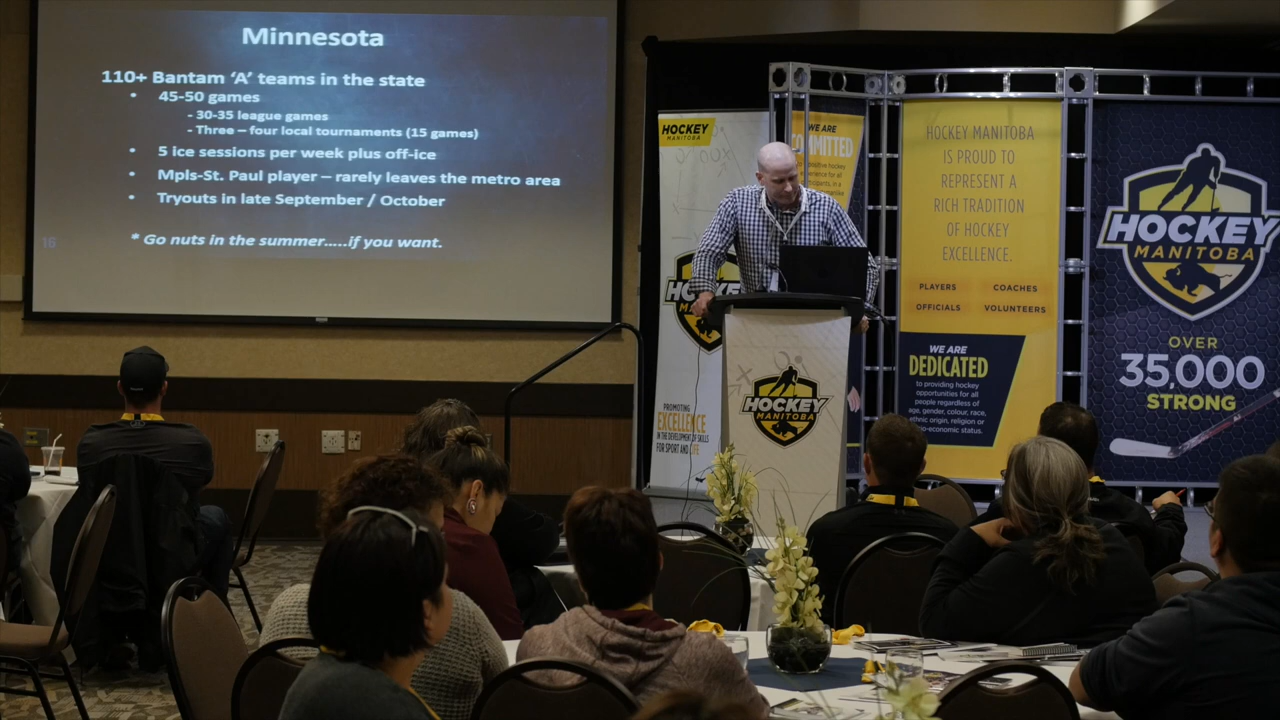 Minnesota
110+ Bantam ‘A’ teams in the state
• 45-50 games
- 30-35 league games
- Three – four local tournaments (15 games)
• 5 ice sessions per week plus off-ice
• Mpls-St. Paul player – rarely leaves the metro area
• Tryouts in late September / October
* Go nuts in the summer.....if you want.
16
HOCKEY
MANITOBA
PROMOTING
EXCELLENCE
IN THE DEVELOPMENT OF SKILLS
FOR SPORT AND LIFE
HOCKEY
MANITOBA
WE ARE
COMMITTED
HOCKEY MANITOBA
IS PROUD TO
REPRESENT A
RICH TRADITION
OF HOCKEY
EXCELLENCE.
PLAYERS COACHES
OFFICIALS VOLUNTEERS
WE ARE
DEDICATED
to providing hockey
opportunities for all
people regardless of
age, gender, colour, race,
ethnic origin, religion or
socio-economic status.
HOCKEY
MANITOBA
OVER
35,000
STRONG